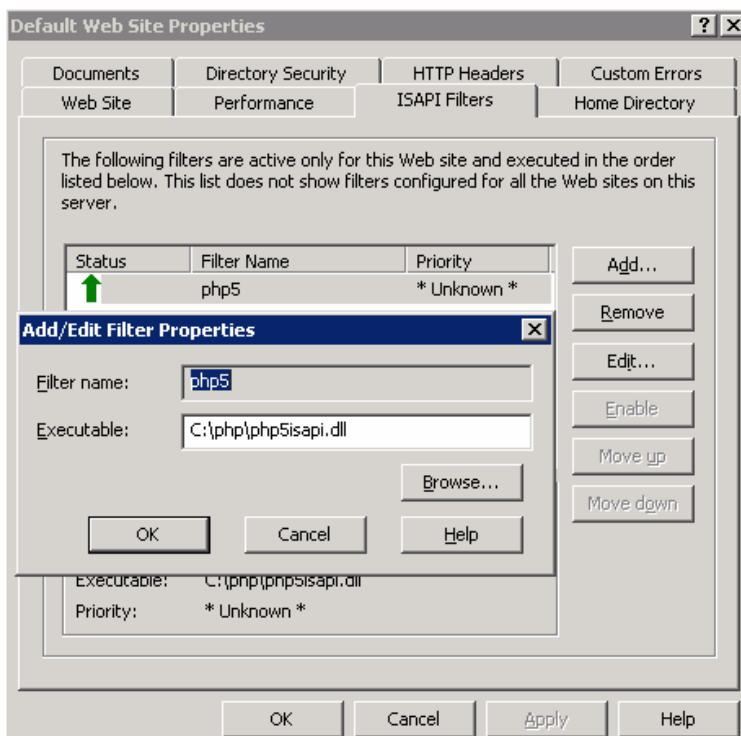 Default Web Site Properties
Documents
Directory Security
HTTP Headers
Custom Errors
Web Site
Performance
ISAPI Filters
Home Directory
The following filters are active only for this Web site and executed in the order
listed below. This list does not show filters configured for all the Web sites on this
server.
Status Filter Name Priority
php5 * Unknown *
Add...
Remove
Edit...
Enable
Move up
Move down
Add/Edit Filter Properties
Filter name: php5
Executable: C:\php\php5isapi.dll
Browse...
OK Cancel Help
Executable: C:\php\php5isapi.dll
Priority: * Unknown *
OK Cancel Apply Help